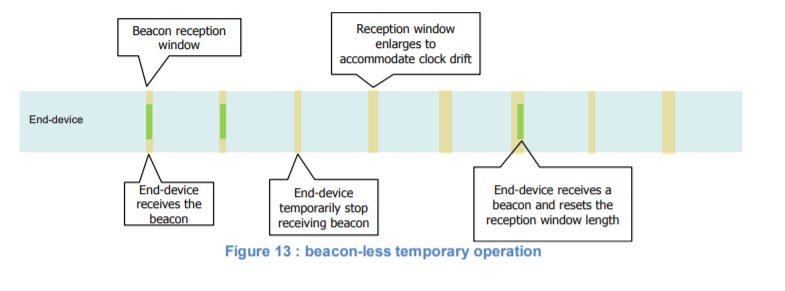 Beacon reception
window
Reception window
enlarges to
accommodate clock drift
End-device
End-device
receives the
beacon
End-device
temporarily stop
receiving beacon
End-device receives a
beacon and resets the
reception window length
Figure 13 : beacon-less temporary operation